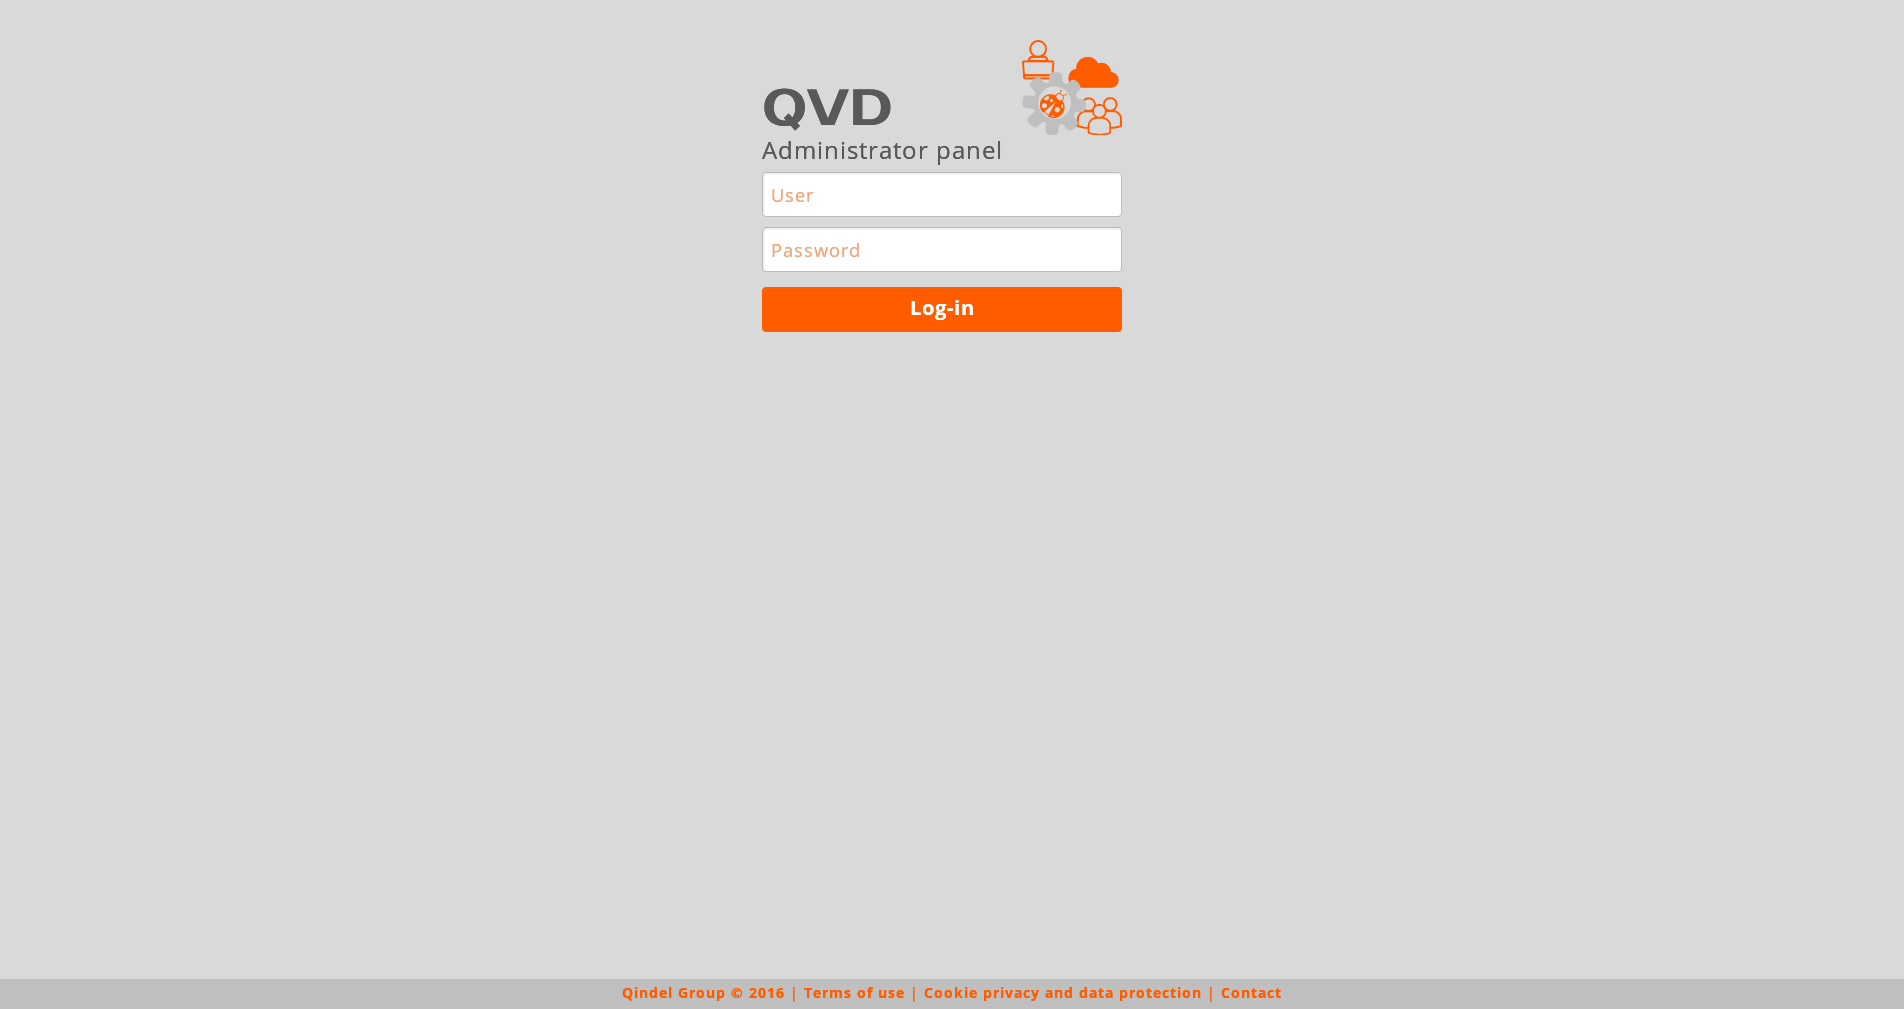 QVD
Administrator panel
User
Password
Log-in
Qindel Group © 2016 | Terms of use | Cookie privacy and data protection | Contact